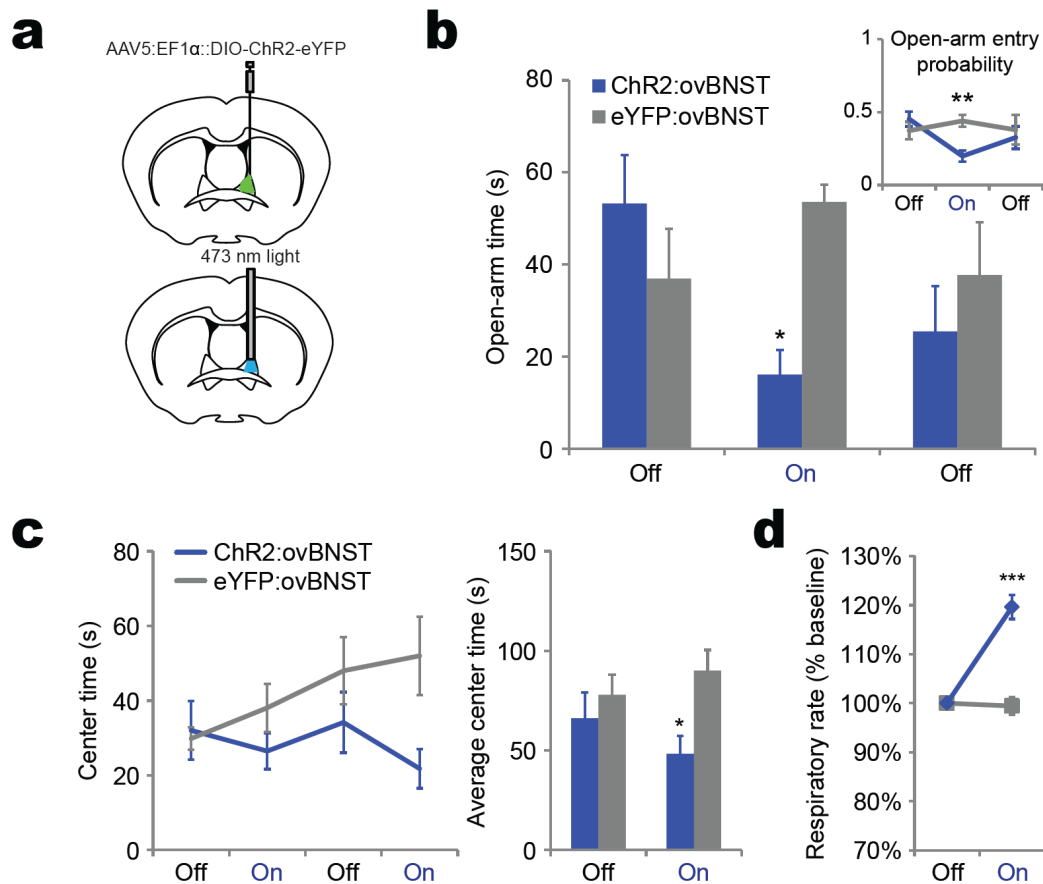 a
AAV5:EF1α::DIO-ChR2-eYFP
473 nm light
b
Open-arm time (s)
80
60
40
20
0
ChR2:ovBNST
eYFP:ovBNST
*
Off
On
Off
Open-arm entry
probability
1
0.5
0
**
Off
On
Off
c
Center time (s)
80
60
40
20
0
ChR2:ovBNST
eYFP:ovBNST
Off
On
Off
On
Average center time (s)
150
100
50
0
*
Off
On
d
Respiratory rate (% baseline)
130%
120%
110%
100%
90%
80%
70%
***
Off
On